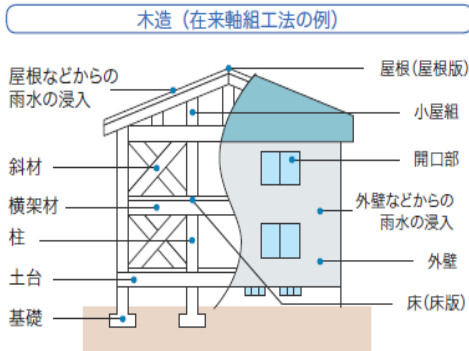 木造（在来軸組工法の例）
屋根などからの
雨水の浸入
斜材
横架材
柱
土台
基礎
屋根（屋根版）
小屋組
開口部
外壁などからの
雨水の浸入
外壁
床（床版）